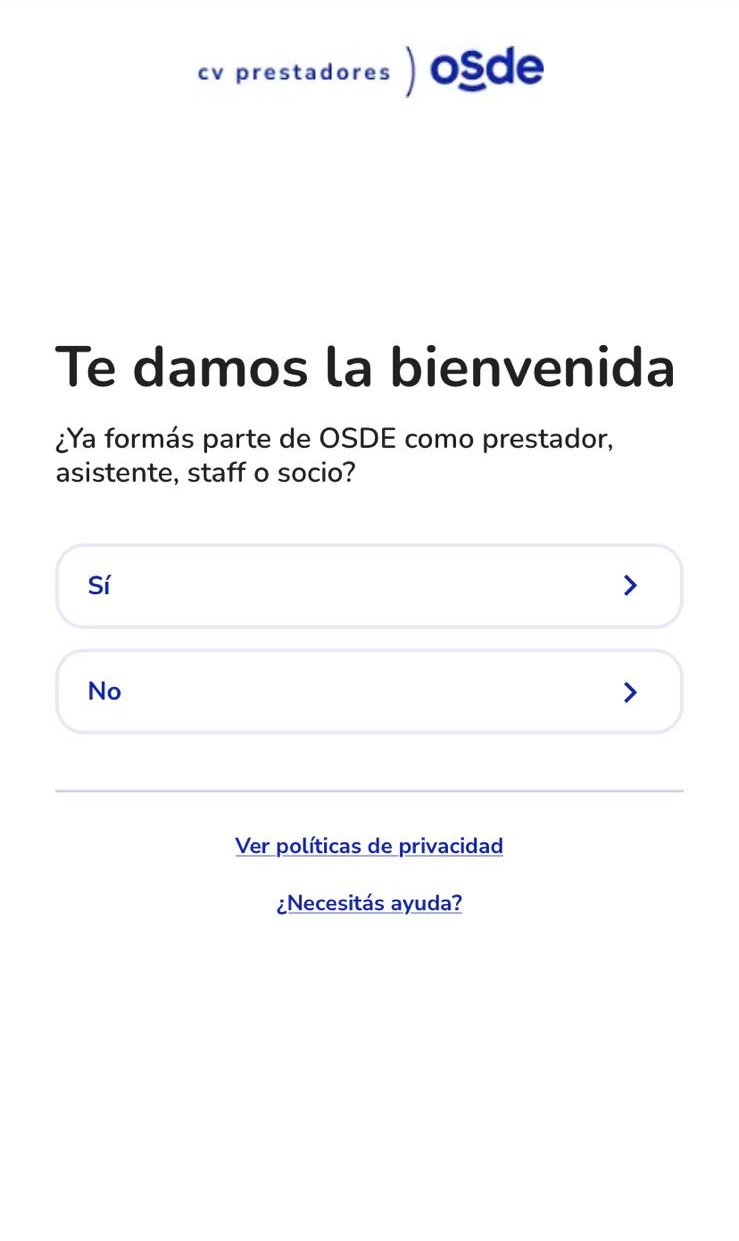 cv prestadores ) osde
Te damos la bienvenida
¿Ya formás parte de OSDE como prestador,
asistente, staff o socio?
Sí
No
Ver políticas de privacidad
¿Necesitás ayuda?